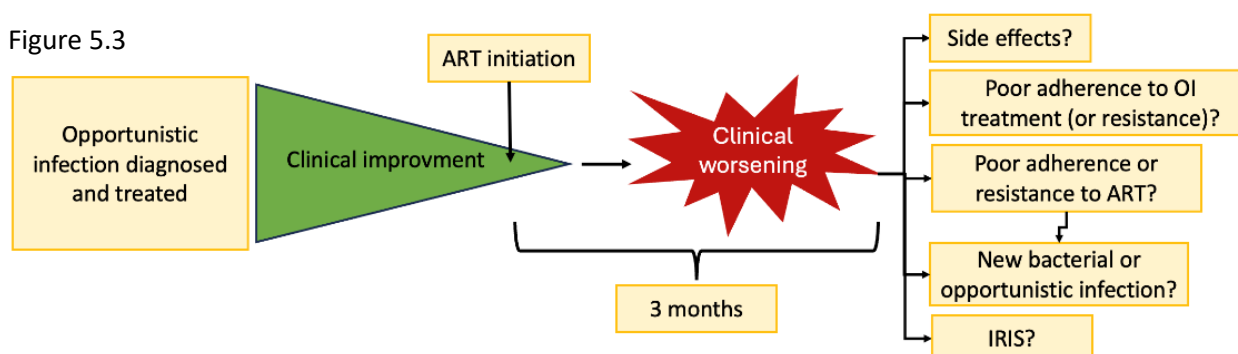 Figure 5.3
Opportunistic
infection diagnosed
and treated
Clinical improvment
ART initiation
Clinical
worsening
3 months
Side effects?
Poor adherence to OI
treatment (or resistance)?
Poor adherence or
resistance to ART?
New bacterial or
opportunistic infection?
IRIS?